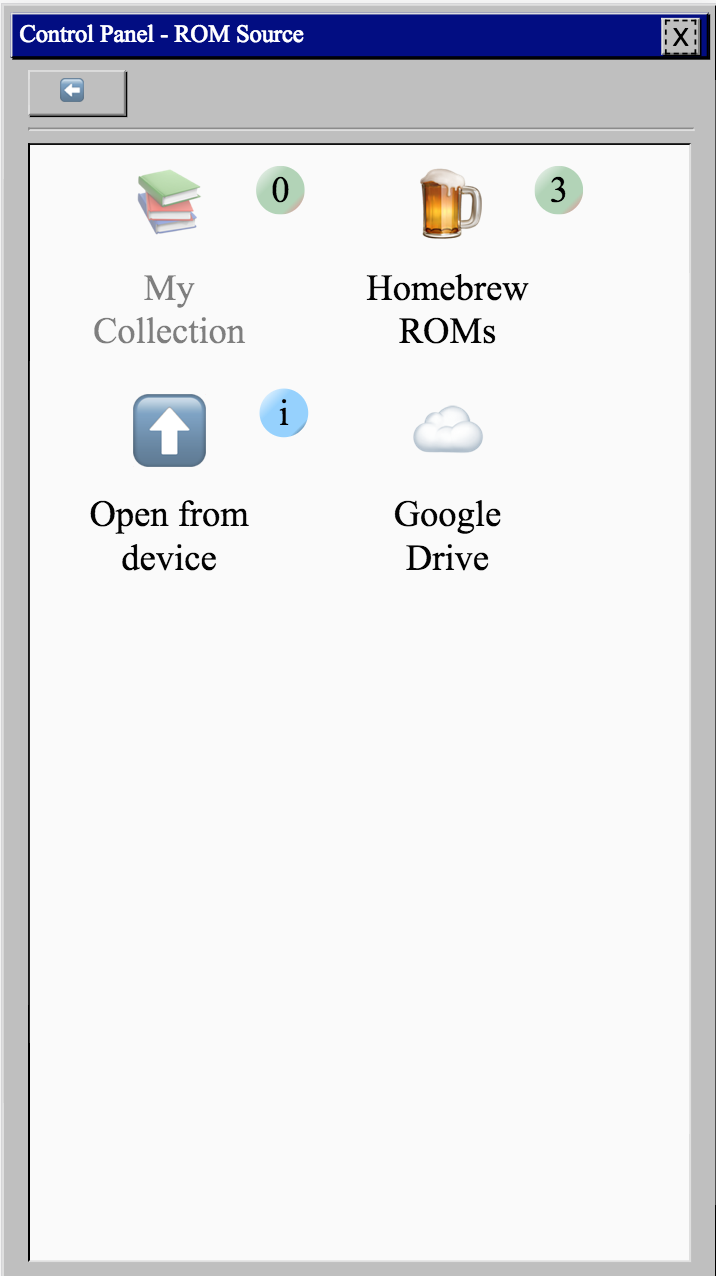 Control Panel - ROM Source
X
0
3
My
Collection
Homebrew
ROMs
i
Open from
device
Google
Drive